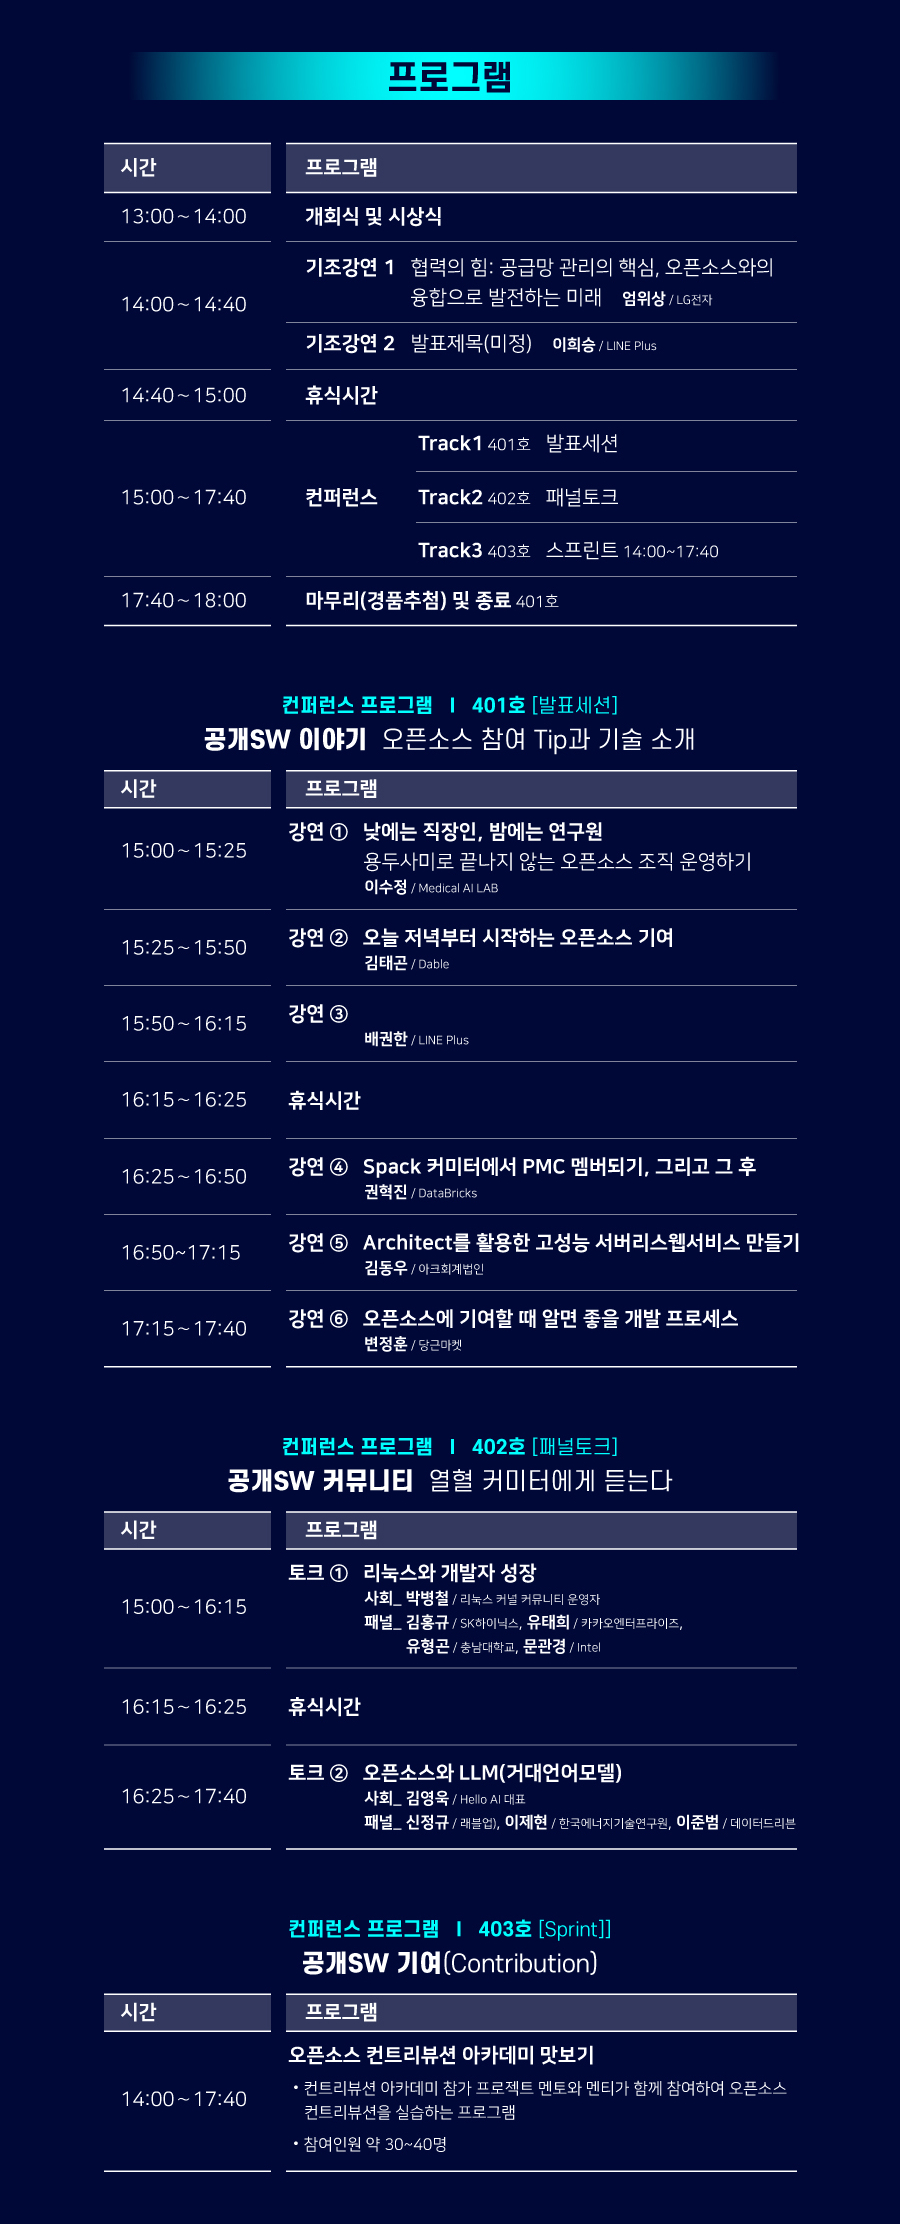 프로그램
시간 프로그램
13:00~14:00 개회식 및 시상식
14:00~14:40 기조강연 1 협력의 힘: 공급망 관리의 핵심, 오픈소스와의
융합으로 발전하는 미래 엄위상 / LG전자
기조강연 2 발표제목(미정) 이희승 / LINE Plus
14:40~15:00 휴식시간
Track1 401호 발표세션
15:00~17:40 컨퍼런스 Track2 402호 패널토크
Track3 403호 스프린트 14:00~17:40
17:40~18:00 마무리(경품추첨) 및 종료 401호
컨퍼런스 프로그램 | 401호 [발표세션]
공개SW 이야기 오픈소스 참여 Tip과 기술 소개
시간 프로그램
15:00~15:25 강연 ① 낮에는 직장인, 밤에는 연구원
용두사미로 끝나지 않는 오픈소스 조직 운영하기
이수정 / Medical AI LAB
15:25~15:50 강연 ② 오늘 저녁부터 시작하는 오픈소스 기여
김태곤 / Dable
15:50~16:15 강연 ③
배권한 / LINE Plus
16:15~16:25 휴식시간
16:25~16:50 강연 ④ Spack 커미터에서 PMC 멤버되기, 그리고 그 후
권혁진 / DataBricks
16:50~17:15 강연 ⑤ Architect를 활용한 고성능 서버리스웹서비스 만들기
김동우 / 아크회계법인
17:15~17:40 강연 ⑥ 오픈소스에 기여할 때 알면 좋을 개발 프로세스
변정훈 / 당근마켓
컨퍼런스 프로그램 | 402호 [패널토크]
공개SW 커뮤니티 열혈 커미터에게 듣는다
시간 프로그램
15:00~16:15 토크 ① 리눅스와 개발자 성장
사회_ 박병철 / 리눅스 커널 커뮤니티 운영자
패널_ 김홍규 / SK하이닉스, 유태희 / 카카오엔터프라이즈,
유형곤 / 충남대학교, 문관경 / Intel
16:15~16:25 휴식시간
16:25~17:40 토크 ② 오픈소스와 LLM(거대언어모델)
사회_ 김영욱 / Hello AI 대표
패널_ 신정규 / 래블업), 이제현 / 한국에너지기술연구원, 이준범 / 데이터드리븐
컨퍼런스 프로그램 | 403호 [Sprint]]
공개SW 기여(Contribution)
시간 프로그램
14:00~17:40 오픈소스 컨트리뷰션 아카데미 맛보기
• 컨트리뷰션 아카데미 참가 프로젝트 멘토와 멘티가 함께 참여하여 오픈소스
컨트리뷰션을 실습하는 프로그램
• 참여인원 약 30~40명